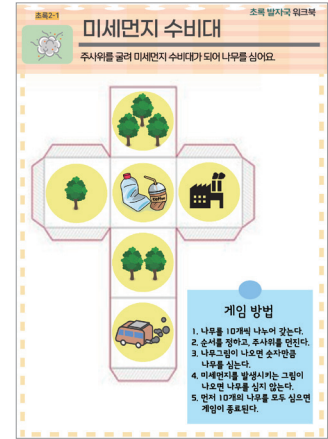 초록2-1
초록 발자국 워크북
미세먼지 수비대
주사위를 굴려 미세먼지 수비대가 되어 나무를 심어요.
게임 방법
1. 나무를 10개씩 나누어 갖는다.
2. 순서를 정하고, 주사위를 던진다.
3. 나무그림이 나오면 숫자만큼
나무를 심는다.
4. 미세먼지를 발생시키는 그림이
나오면 나무를 심지 않는다.
5. 먼저 10개의 나무를 모두 심으면
게임이 종료된다.